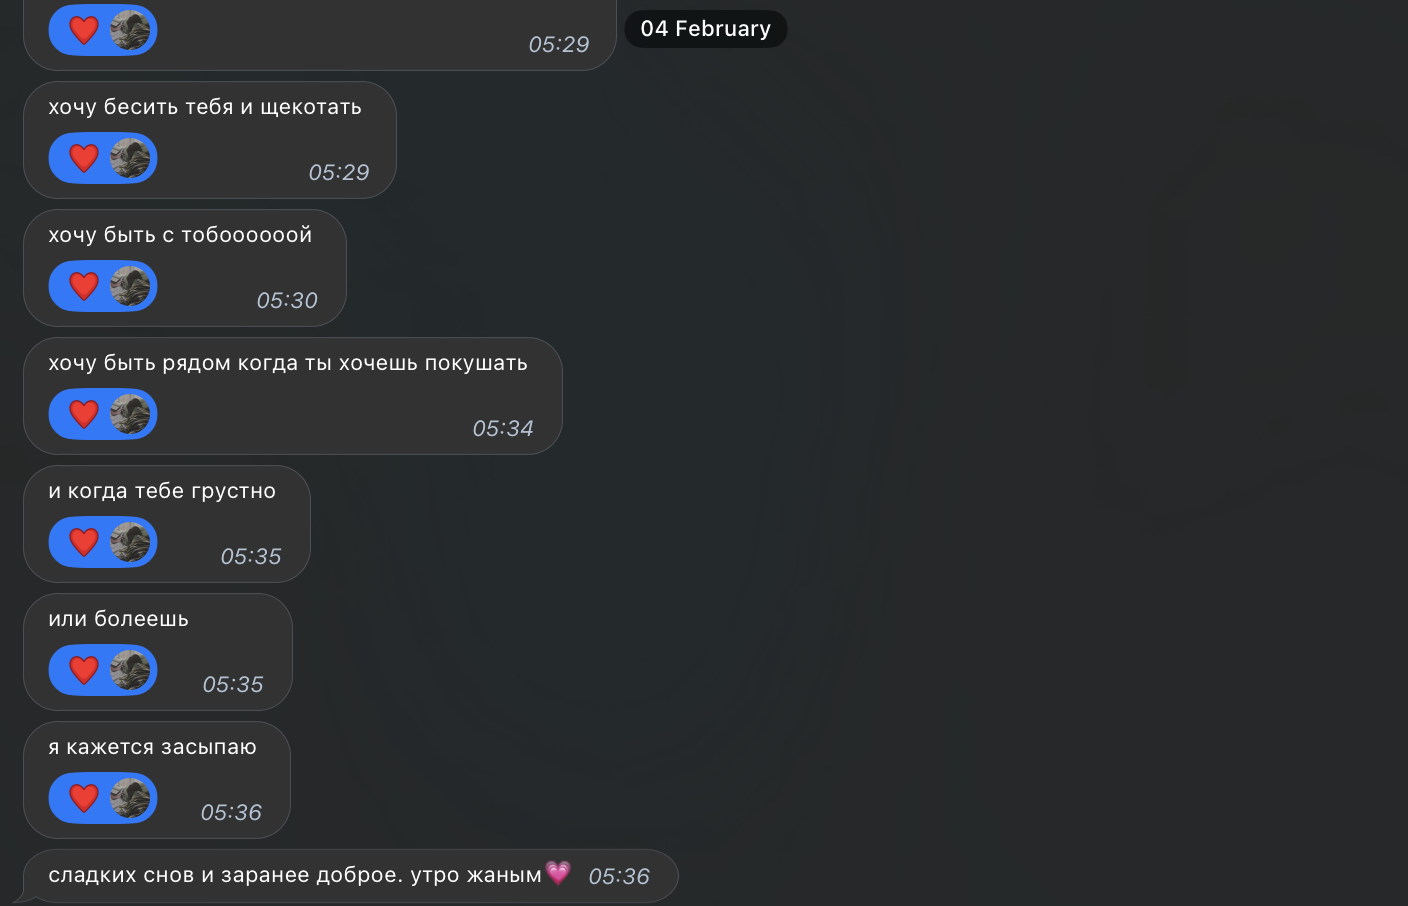 05:29
04 February
хочу бесить тебя и щекотать
05:29
хочу быть с тобоооооой
05:30
хочу быть рядом когда ты хочешь покушать
05:34
и когда тебе грустно
05:35
или болеешь
05:35
я кажется засыпаю
05:36
сладких снов и заранее доброе. утро жаным💗 05:36